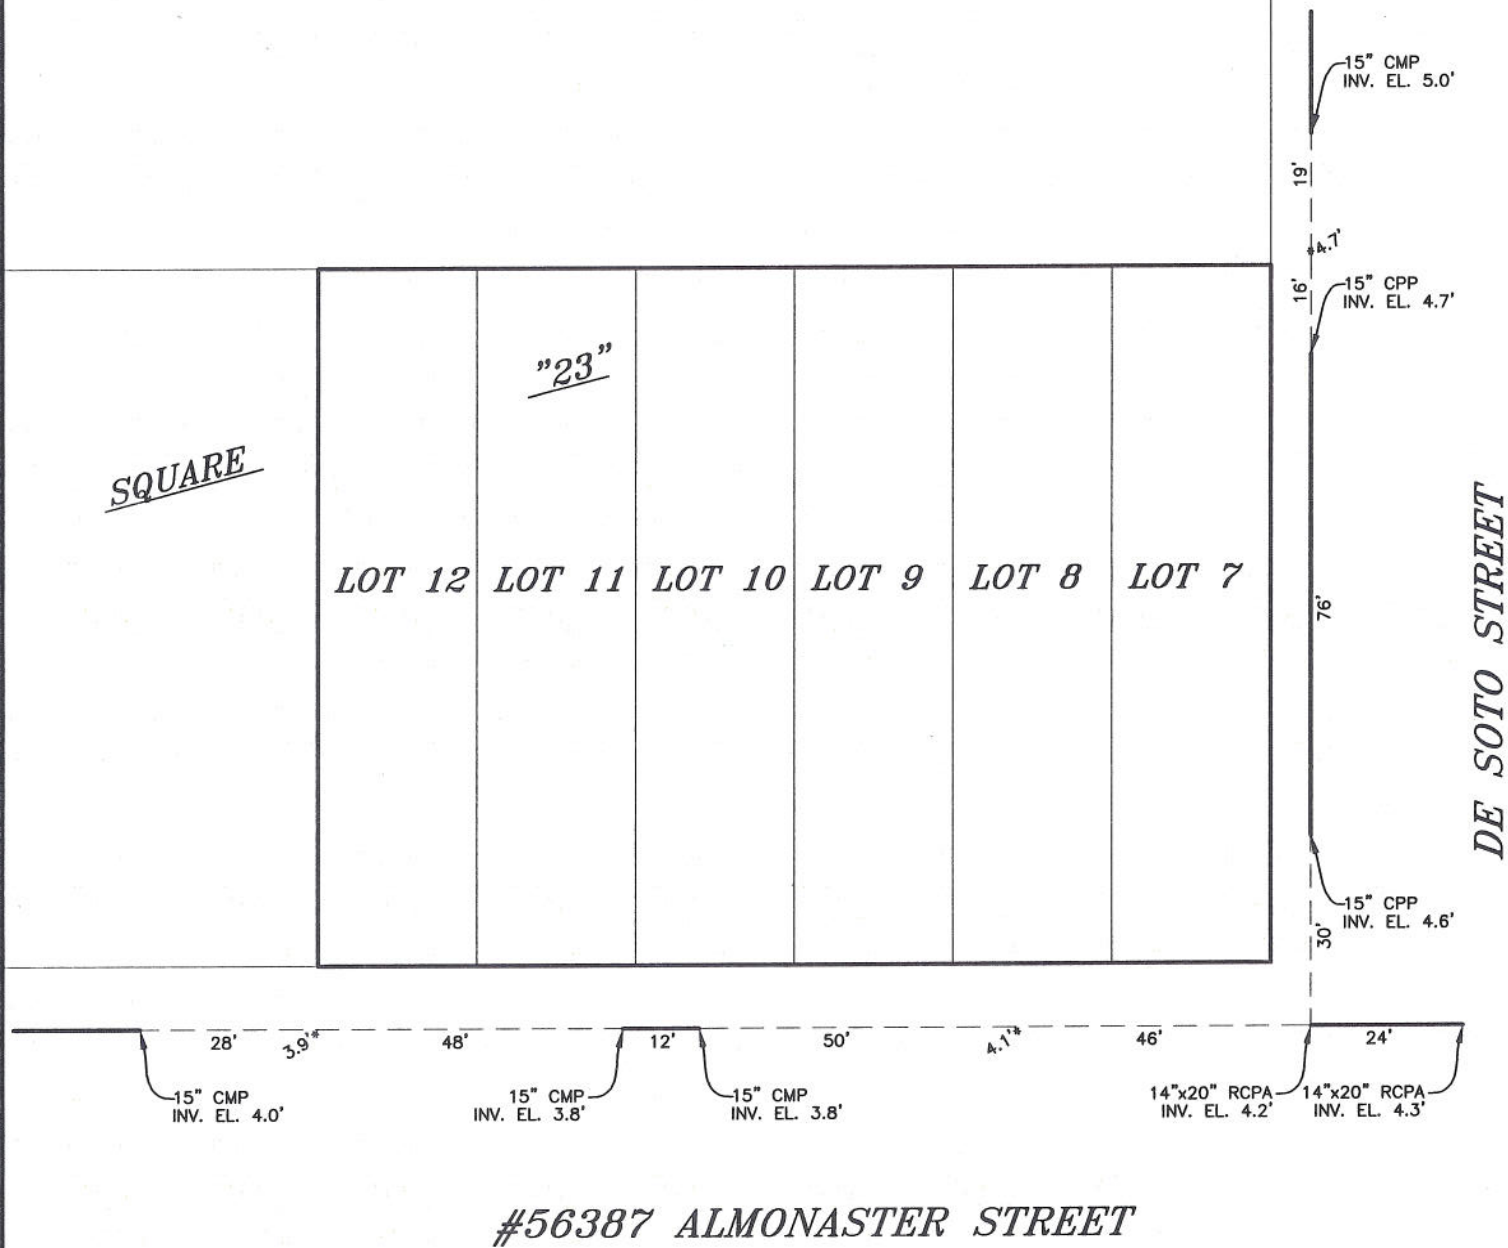 15" CMP
INV. EL. 5.0'
19'
4.7'
16'
15" CPP
INV. EL. 4.7'
"23"
SQUARE
LOT 12
LOT 11
LOT 10
LOT 9
LOT 8
LOT 7
76'
DE SOTO STREET
15" CPP
INV. EL. 4.6'
30'
28'
3.9'*
48'
12'
50'
4.1'*
46'
24'
15" CMP
INV. EL. 4.0'
15" CMP
INV. EL. 3.8'
15" CMP
INV. EL. 3.8'
14"x20" RCPA
INV. EL. 4.2'
14"x20" RCPA
INV. EL. 4.3'
#56387 ALMONASTER STREET